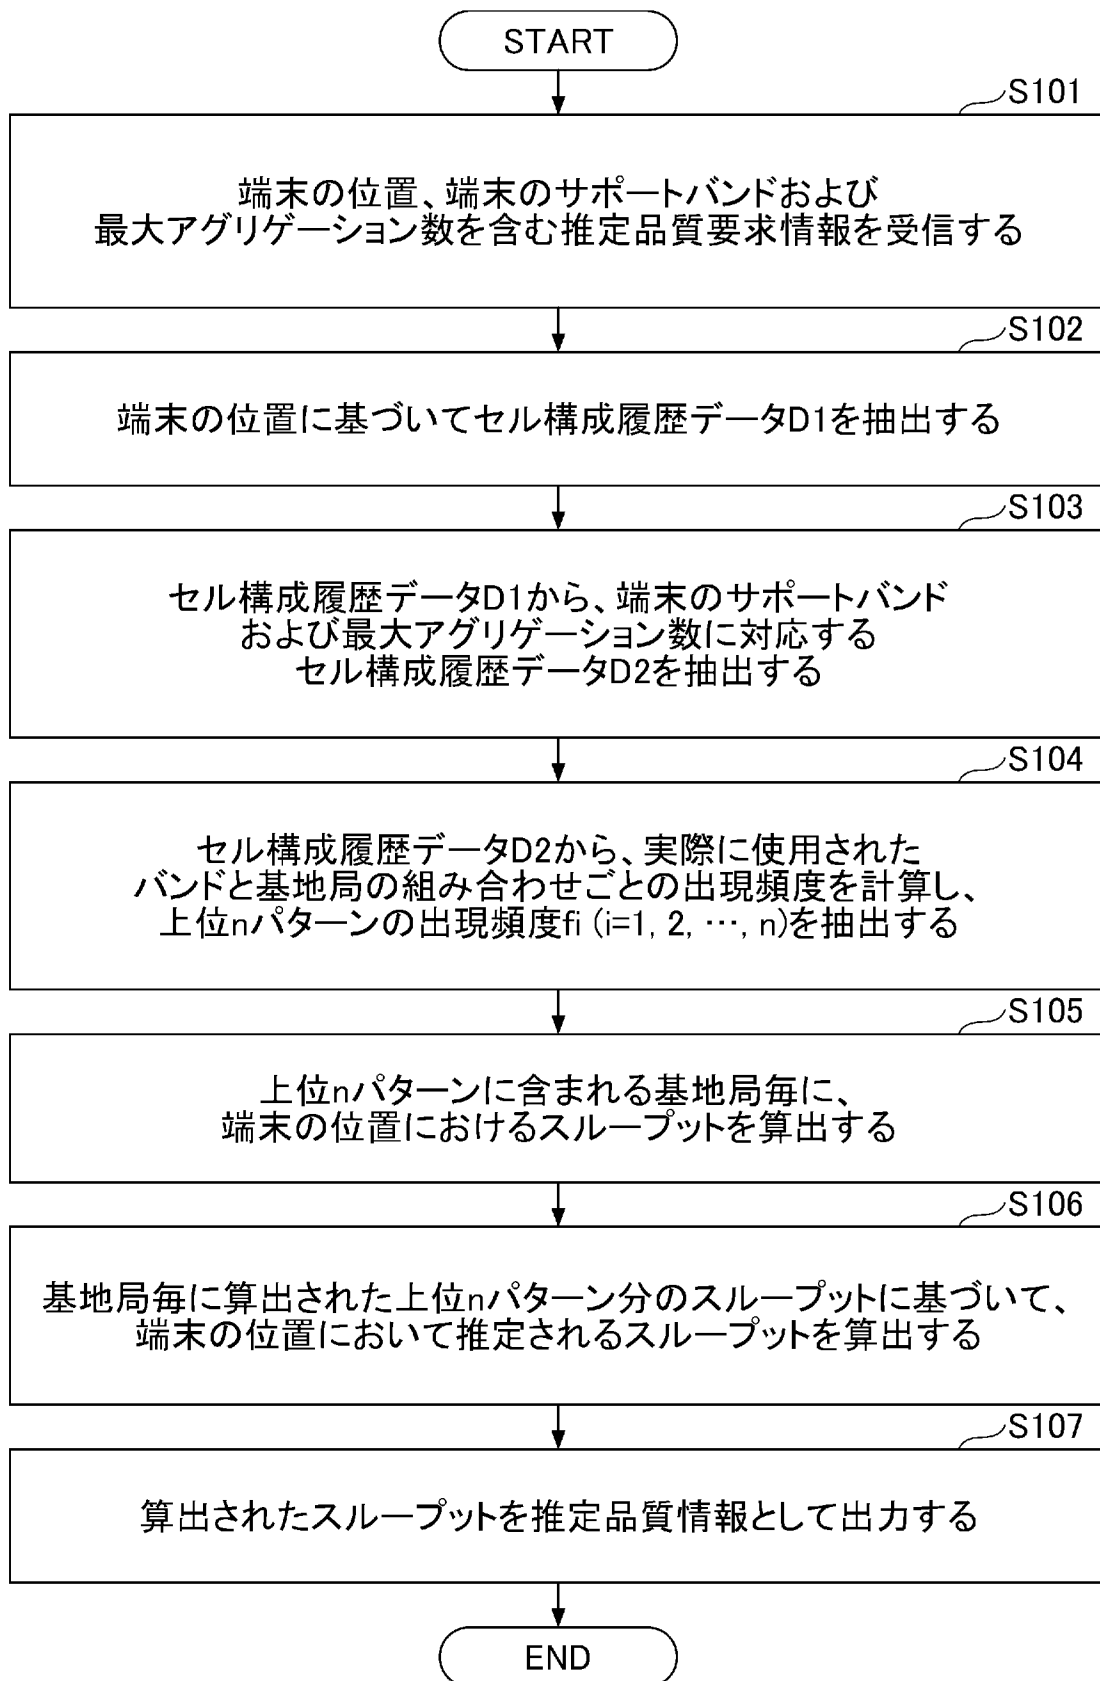 START
S101
端末の位置、端末のサポートバンドおよび
最大アグリゲーション数を含む推定品質要求情報を受信する
S102
端末の位置に基づいてセル構成履歴データD1を抽出する
S103
セル構成履歴データD1から、端末のサポートバンド
および最大アグリゲーション数に対応する
セル構成履歴データD2を抽出する
S104
セル構成履歴データD2から、実際に使用された
バンドと基地局の組み合わせごとの出現頻度を計算し、
上位nパターンの出現頻度fi (i=1, 2, …, n)を抽出する
S105
上位nパターンに含まれる基地局毎に、
端末の位置におけるスループットを算出する
S106
基地局毎に算出された上位nパターン分のスループットに基づいて、
端末の位置において推定されるスループットを算出する
S107
算出されたスループットを推定品質情報として出力する
END